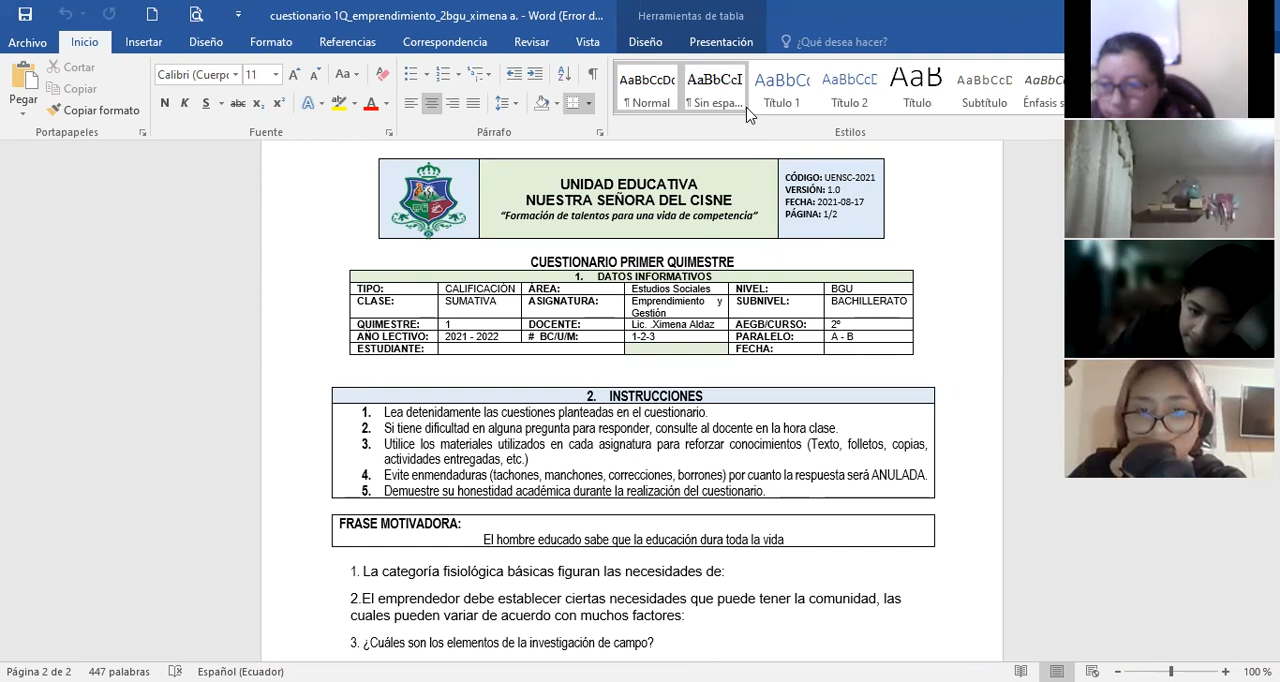 cuestionario 1Q_emprendimiento_2bgu_ximena a. - Word (Error d...
Herramientas de tabla
Archivo Inicio Insertar Diseño Formato Referencias Correspondencia Revisar Vista Diseño Presentación ¿Qué desea hacer?
Pegar
Cortar
Copiar
Copiar formato
Portapapeles
Calibri (Cuerpo 11
N K S abc x₂ x²
Fuente
Párrafo
AaBbCcDc AaBbCcI AaBbCc AaBbCcD AaB AaBbCcD AaBbCc
¶ Normal ¶ Sin espa... Título 1 Título 2 Título Subtítulo Énfasis s
Estilos
UNIDAD EDUCATIVA
NUESTRA SEÑORA DEL CISNE
“Formación de talentos para una vida de competencia”
CÓDIGO: UENSC-2021
VERSIÓN: 1.0
FECHA: 2021-08-17
PÁGINA: 1/2
CUESTIONARIO PRIMER QUIMESTRE
1. DATOS INFORMATIVOS
TIPO: CALIFICACIÓN ÁREA: Estudios Sociales NIVEL: BGU
CLASE: SUMATIVA ASIGNATURA: Emprendimiento y Gestión SUBNIVEL: BACHILLERATO
QUIMESTRE: 1 DOCENTE: Lic. .Ximena Aldaz AEGB/CURSO: 2º
AÑO LECTIVO: 2021 - 2022 # BC/U/M: 1-2-3 PARALELO: A - B
ESTUDIANTE: FECHA:
2. INSTRUCCIONES
1. Lea detenidamente las cuestiones planteadas en el cuestionario.
2. Si tiene dificultad en alguna pregunta para responder, consulte al docente en la hora clase.
3. Utilice los materiales utilizados en cada asignatura para reforzar conocimientos (Texto, folletos, copias,
actividades entregadas, etc.)
4. Evite enmendaduras (tachones, manchones, correcciones, borrones) por cuanto la respuesta será ANULADA.
5. Demuestre su honestidad académica durante la realización del cuestionario.
FRASE MOTIVADORA:
El hombre educado sabe que la educación dura toda la vida
1. La categoría fisiológica básicas figuran las necesidades de:
2.El emprendedor debe establecer ciertas necesidades que puede tener la comunidad, las
cuales pueden variar de acuerdo con muchos factores:
3. ¿Cuáles son los elementos de la investigación de campo?
Página 2 de 2 447 palabras Español (Ecuador) 100 %